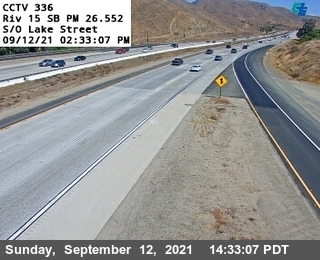 CCTV 336
Riv 15 SB PM 26.552
S/O Lake Street
09/12/21 02:33:07 PM
Sunday, September 12, 2021 14:33:07 PDT